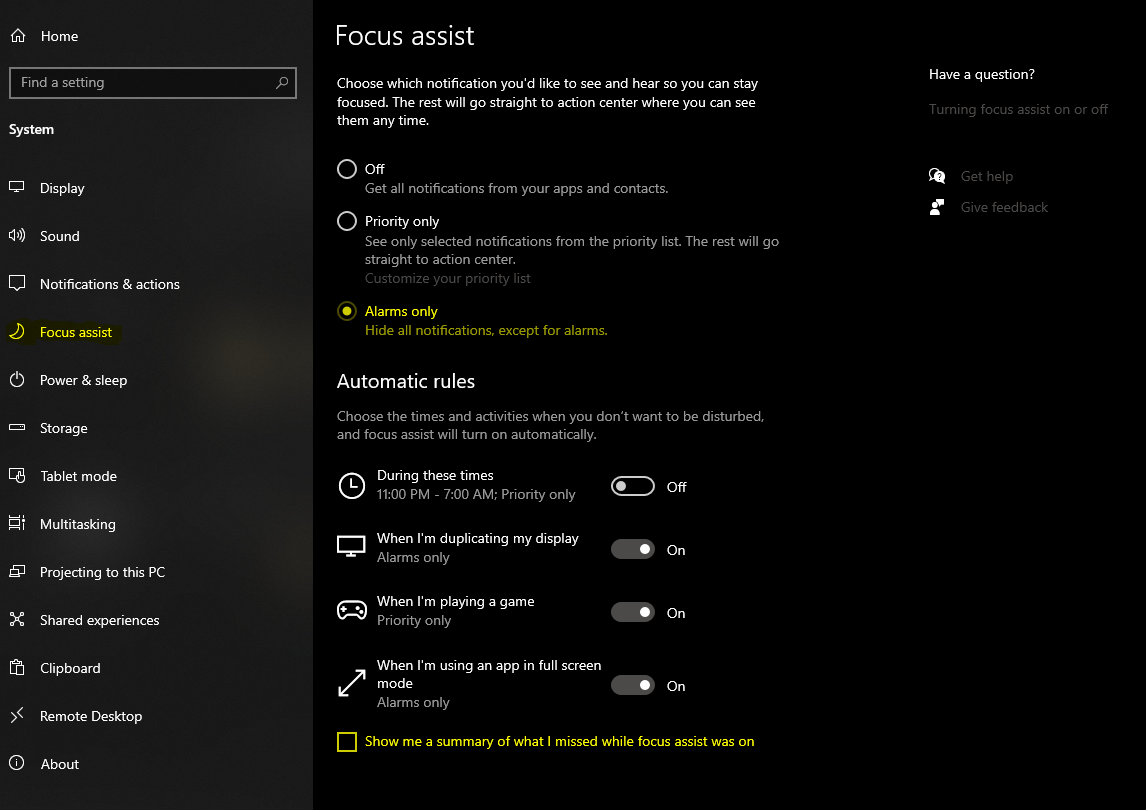 Home
Find a setting
System
Display
Sound
Notifications & actions
Focus assist
Power & sleep
Storage
Tablet mode
Multitasking
Projecting to this PC
Shared experiences
Clipboard
Remote Desktop
About
Focus assist
Choose which notification you'd like to see and hear so you can stay
focused. The rest will go straight to action center where you can see
them any time.
Off
Get all notifications from your apps and contacts.
Priority only
See only selected notifications from the priority list. The rest will go
straight to action center.
Customize your priority list
Alarms only
Hide all notifications, except for alarms.
Automatic rules
Choose the times and activities when you don’t want to be disturbed,
and focus assist will turn on automatically.
During these times
11:00 PM - 7:00 AM; Priority only
Off
When I'm duplicating my display
Alarms only
On
When I'm playing a game
Priority only
On
When I'm using an app in full screen
mode
Alarms only
On
Show me a summary of what I missed while focus assist was on
Have a question?
Turning focus assist on or off
Get help
Give feedback